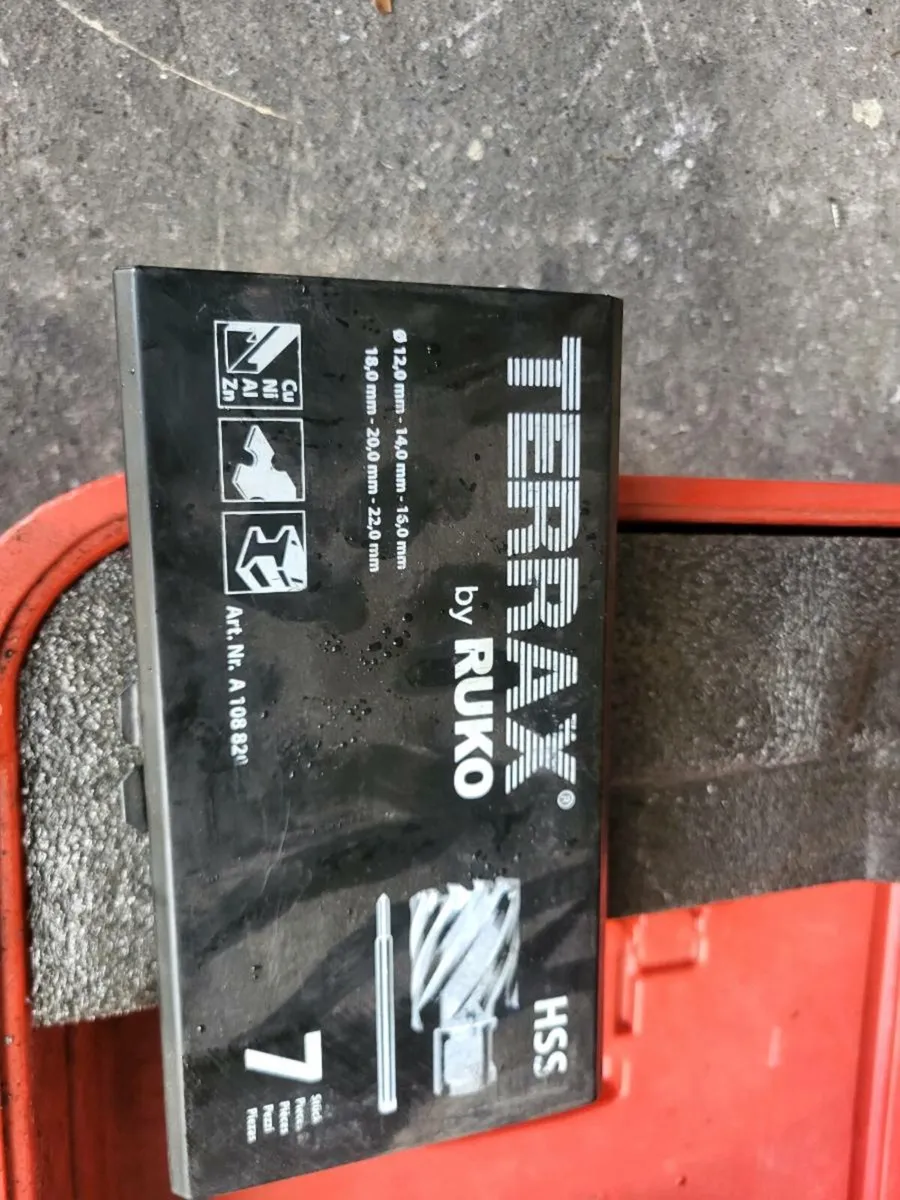 TERRAX®
by RUKO
HSS
Ø 12,0 mm - 14,0 mm - 16,0 mm
18,0 mm - 20,0 mm - 22,0 mm
Cu
Ni
Al
Zn
Art. Nr. A 108 820
7
Stück
Pieces
Pièces
Pezzi
Piezas